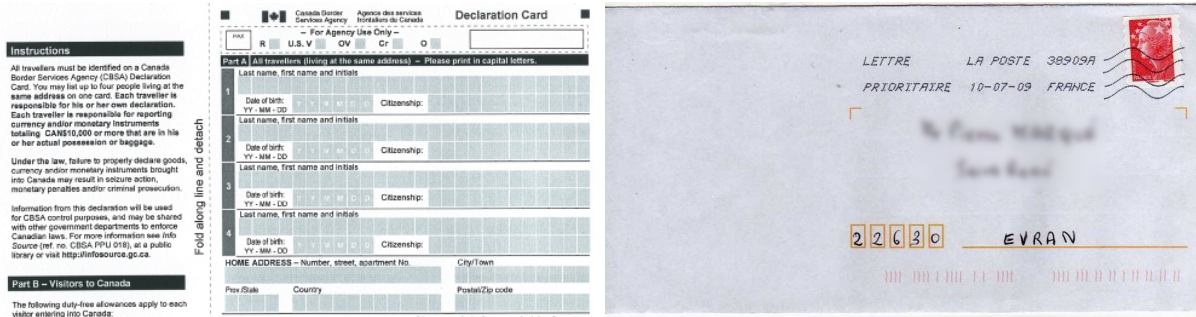 Instructions
All travellers must be identified on a Canada
Border Services Agency (CBSA) Declaration
Card. You may list up to four people living at the
same address on one card. Each traveller is
responsible for his or her own declaration.
Each traveller is responsible for reporting
currency and/or monetary Instruments
totaling CAN$10,000 or more that are in his
or her actual possession or baggage.
Under the law, failure to properly declare goods,
currency and/or monetary instruments brought
into Canada may result in seizure action,
monetary penalties and/or criminal prosecution.
Information from this declaration will be used
for CBSA control purposes, and may be shared
with other government departments to enforce
Canadian laws. For more information see Info
Source (ref. no. CBSA PPU 018), at a public
library or visit http://infosource.gc.ca.
Part B – Visitors to Canada
The following duty-free allowances apply to each
visitor entering into Canada:
Fold along line and detach
Canada Border
Services Agency
Agence des services
frontaliers du Canada
Declaration Card
PAX
– For Agency Use Only –
R U.S. V OV Cr O
Part A All travellers (living at the same address) – Please print in capital letters.
1
Last name, first name and initials
Date of birth:
YY - MM - DD
Y Y M M D D
Citizenship:
2
Last name, first name and initials
Date of birth:
YY - MM - DD
Y Y M M D D
Citizenship:
3
Last name, first name and initials
Date of birth:
YY - MM - DD
Y Y M M D D
Citizenship:
4
Last name, first name and initials
Date of birth:
YY - MM - DD
Y Y M M D D
Citizenship:
HOME ADDRESS – Number, street, apartment No. City/Town
Prov./State Country Postal/Zip code
LETTRE LA POSTE 38909A
PRIORITAIRE 10-07-09 FRANCE
22630 EVRAN